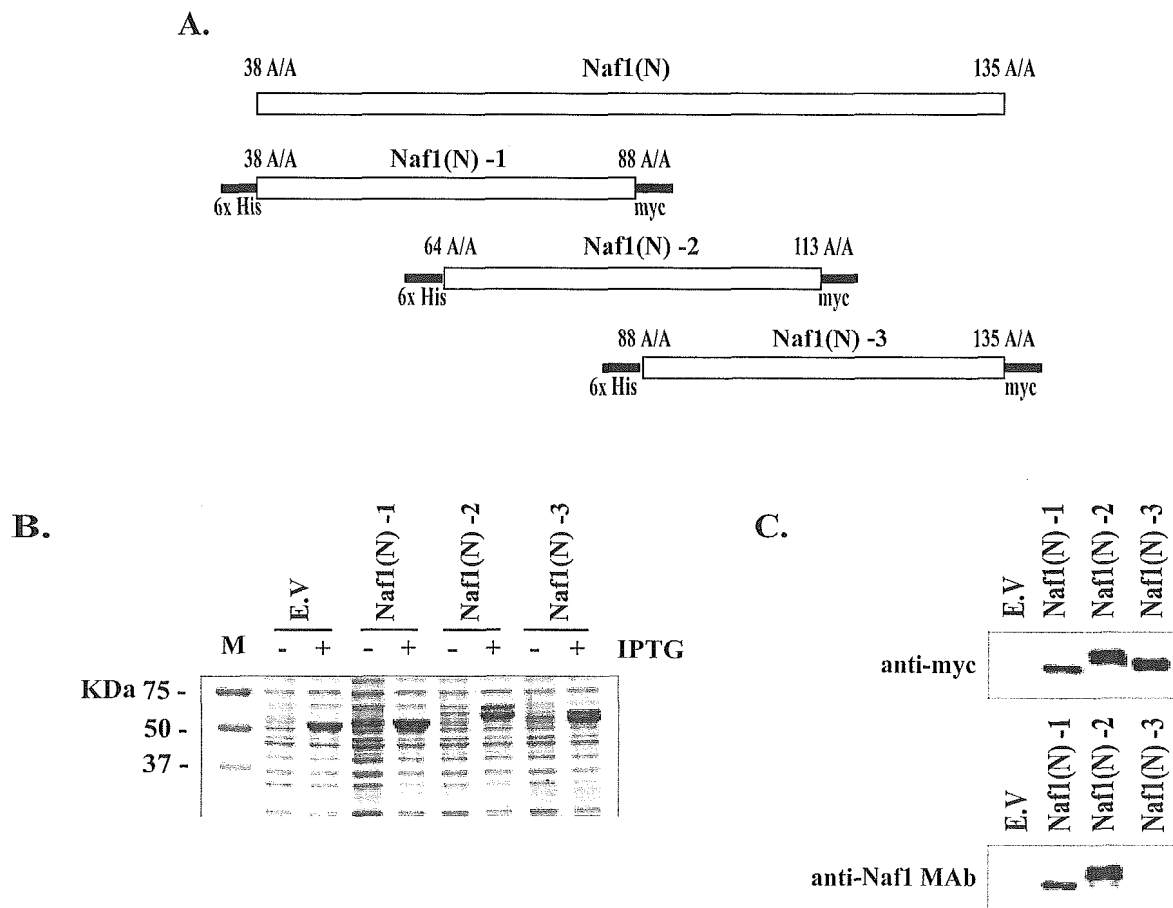 A.
38 A/A Naf1(N) 135 A/A
38 A/A Naf1(N) -1 88 A/A
6x His myc
64 A/A Naf1(N) -2 113 A/A
6x His myc
88 A/A Naf1(N) -3 135 A/A
6x His myc
B.
E.V
Naf1(N) -1
Naf1(N) -2
Naf1(N) -3
M - + - + - + - + IPTG
KDa 75 -
50 -
37 -
C.
E.V
Naf1(N) -1
Naf1(N) -2
Naf1(N) -3
anti-myc
E.V
Naf1(N) -1
Naf1(N) -2
Naf1(N) -3
anti-Naf1 MAb